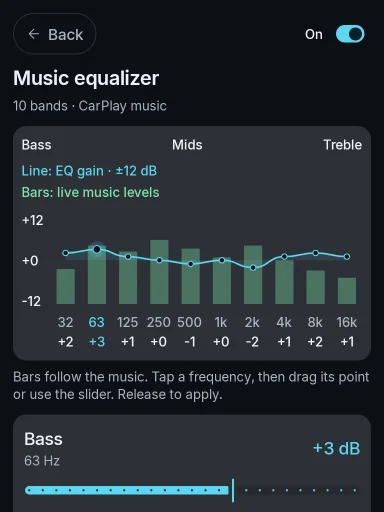 ← Back
On
Music equalizer
10 bands · CarPlay music
Bass Mids Treble
Line: EQ gain · ±12 dB
Bars: live music levels
+12
+0
-12
32 63 125 250 500 1k 2k 4k 8k 16k
+2 +3 +1 +0 -1 +0 -2 +1 +2 +1
Bars follow the music. Tap a frequency, then drag its point
or use the slider. Release to apply.
Bass
+3 dB
63 Hz